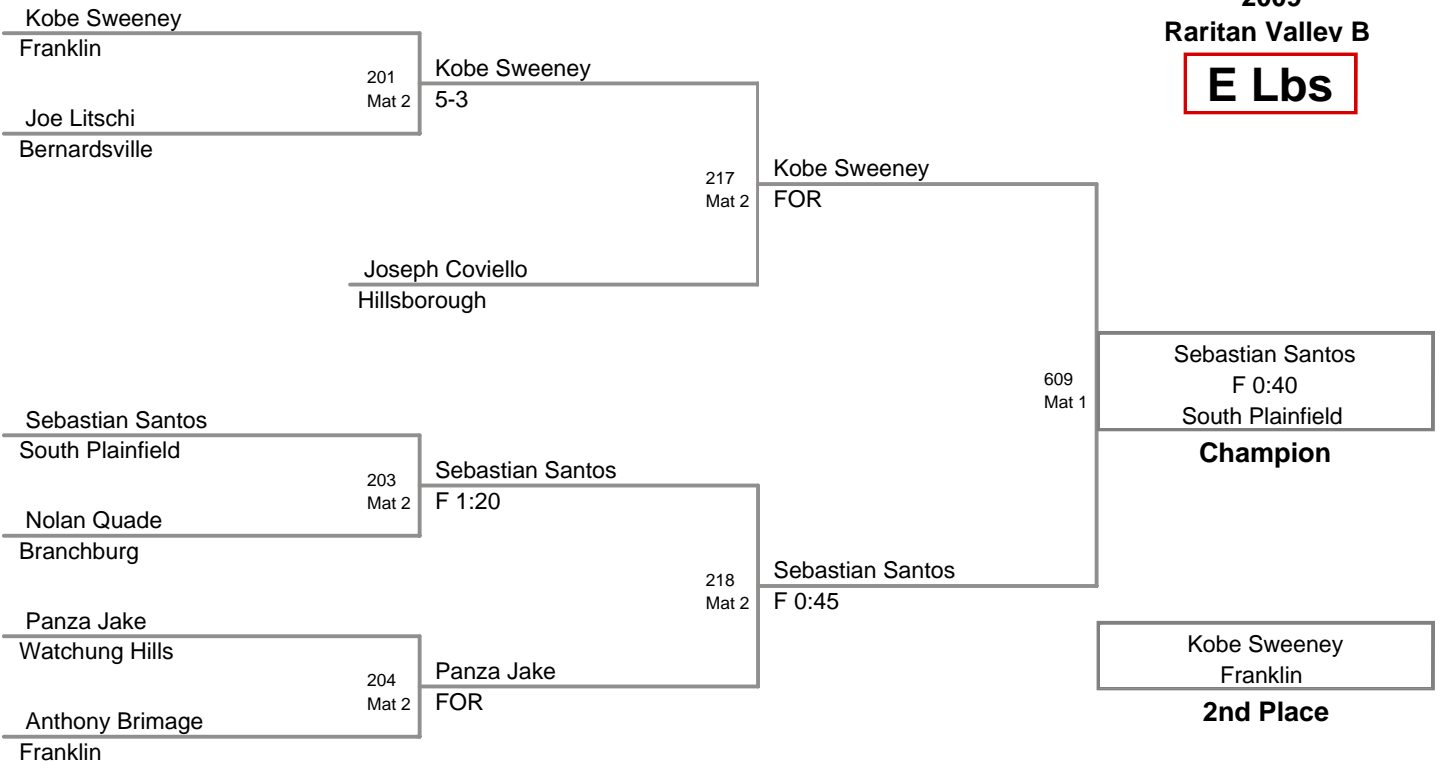 2009
Raritan Valley B
E Lbs
Kobe Sweeney
Franklin
201
Mat 2
Kobe Sweeney
5-3
Joe Litschi
Bernardsville
217
Mat 2
Kobe Sweeney
FOR
Joseph Coviello
Hillsborough
609
Mat 1
Sebastian Santos
F 0:40
South Plainfield
Champion
Sebastian Santos
South Plainfield
203
Mat 2
Sebastian Santos
F 1:20
Nolan Quade
Branchburg
218
Mat 2
Sebastian Santos
F 0:45
Panza Jake
Watchung Hills
204
Mat 2
Panza Jake
FOR
Anthony Brimage
Franklin
Kobe Sweeney
Franklin
2nd Place